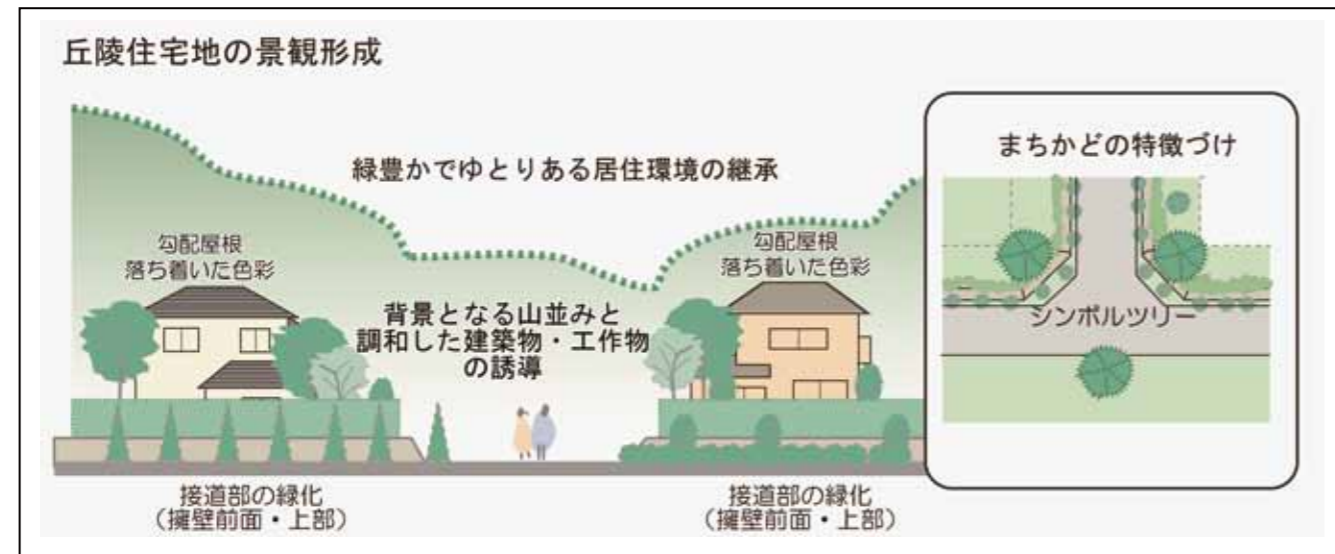 丘陵住宅地の景観形成
緑豊かでゆとりある居住環境の継承
勾配屋根
落ち着いた色彩
背景となる山並みと
調和した建築物・工作物
の誘導
勾配屋根
落ち着いた色彩
接道部の緑化
（擁壁前面・上部）
接道部の緑化
（擁壁前面・上部）
まちかどの特徴づけ
シンボルツリー